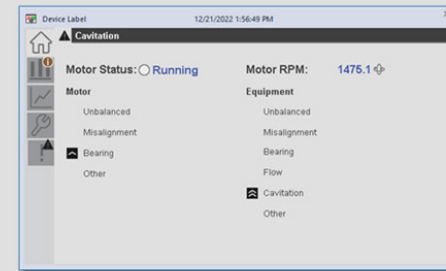 Device Label 12/21/2022 1:56:49 PM
Cavitation
Motor Status: Running Motor RPM: 1475.1
Motor Equipment
Unbalanced Unbalanced
Misalignment Misalignment
Bearing Bearing
Other Flow
Cavitation
Other